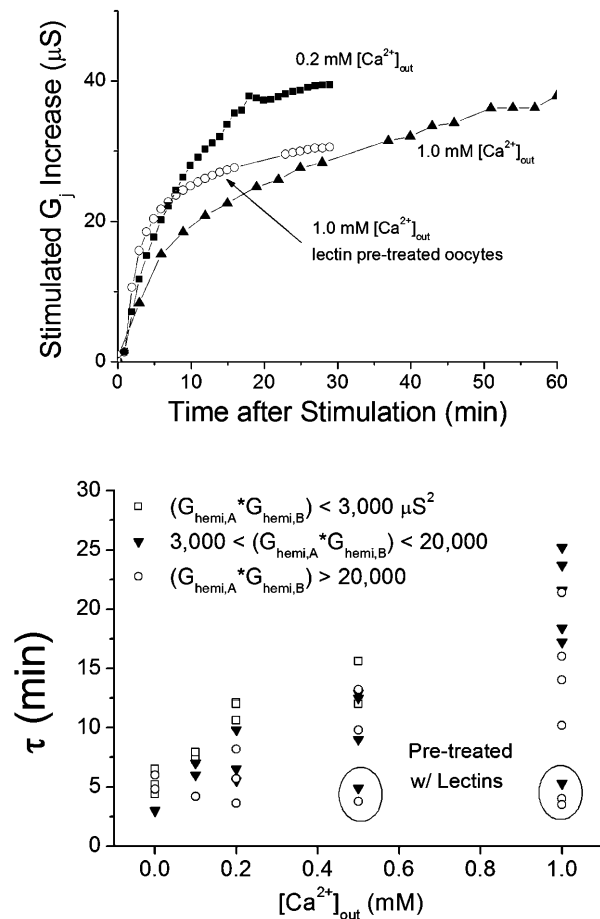 Stimulated Gj Increase (μS)
40
20
0
0.2 mM [Ca2+]out
1.0 mM [Ca2+]out
1.0 mM [Ca2+]out
lectin pre-treated oocytes
0 10 20 30 40 50 60
Time after Stimulation (min)
τ (min)
30
25
20
15
10
5
0
(Ghemi,A*Ghemi,B) < 3,000 μS2
3,000 < (Ghemi,A*Ghemi,B) < 20,000
(Ghemi,A*Ghemi,B) > 20,000
Pre-treated
w/ Lectins
0.0 0.2 0.4 0.6 0.8 1.0
[Ca2+]out (mM)